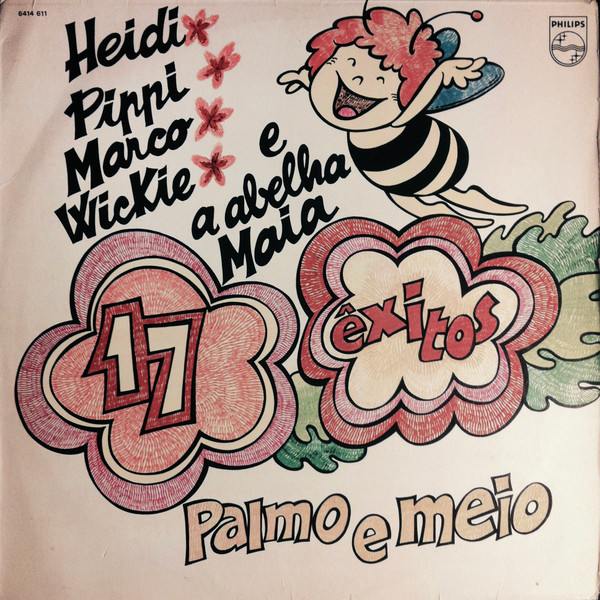 6414 611
PHILIPS
Heidi
Pippi
Marco
Wickie
e
a abelha
Maia
17
êxitos
Palmo e meio